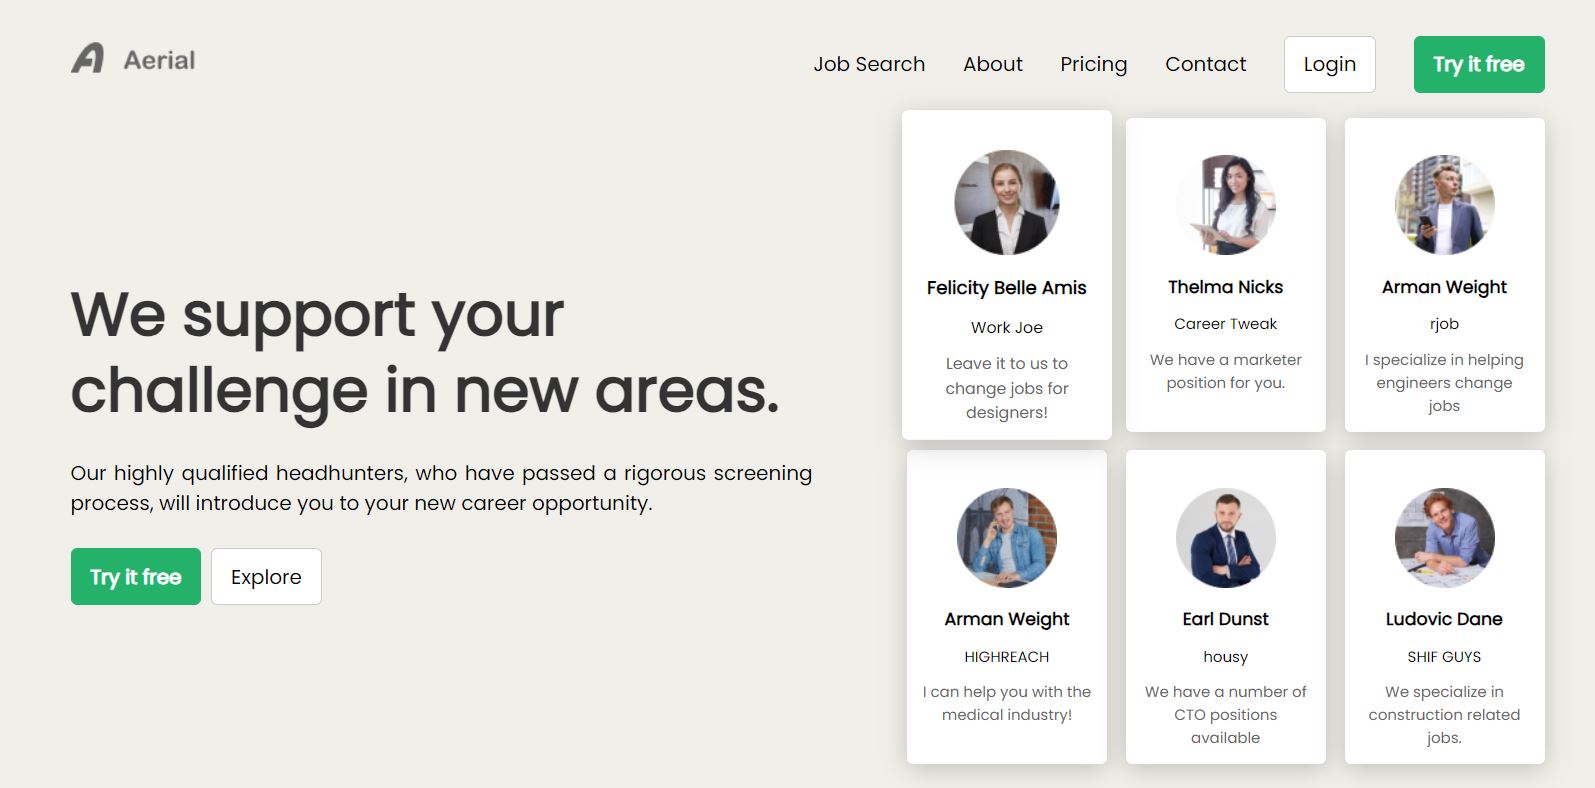 Aerial
Job Search
About
Pricing
Contact
Login
Try it free
We support your
challenge in new areas.
Our highly qualified headhunters, who have passed a rigorous screening
process, will introduce you to your new career opportunity.
Try it free
Explore
Felicity Belle Amis
Work Joe
Leave it to us to
change jobs for
designers!
Thelma Nicks
Career Tweak
We have a marketer
position for you.
Arman Weight
rjob
I specialize in helping
engineers change
jobs
Arman Weight
HIGHREACH
I can help you with the
medical industry!
Earl Dunst
housy
We have a number of
CTO positions
available
Ludovic Dane
SHIF GUYS
We specialize in
construction related
jobs.